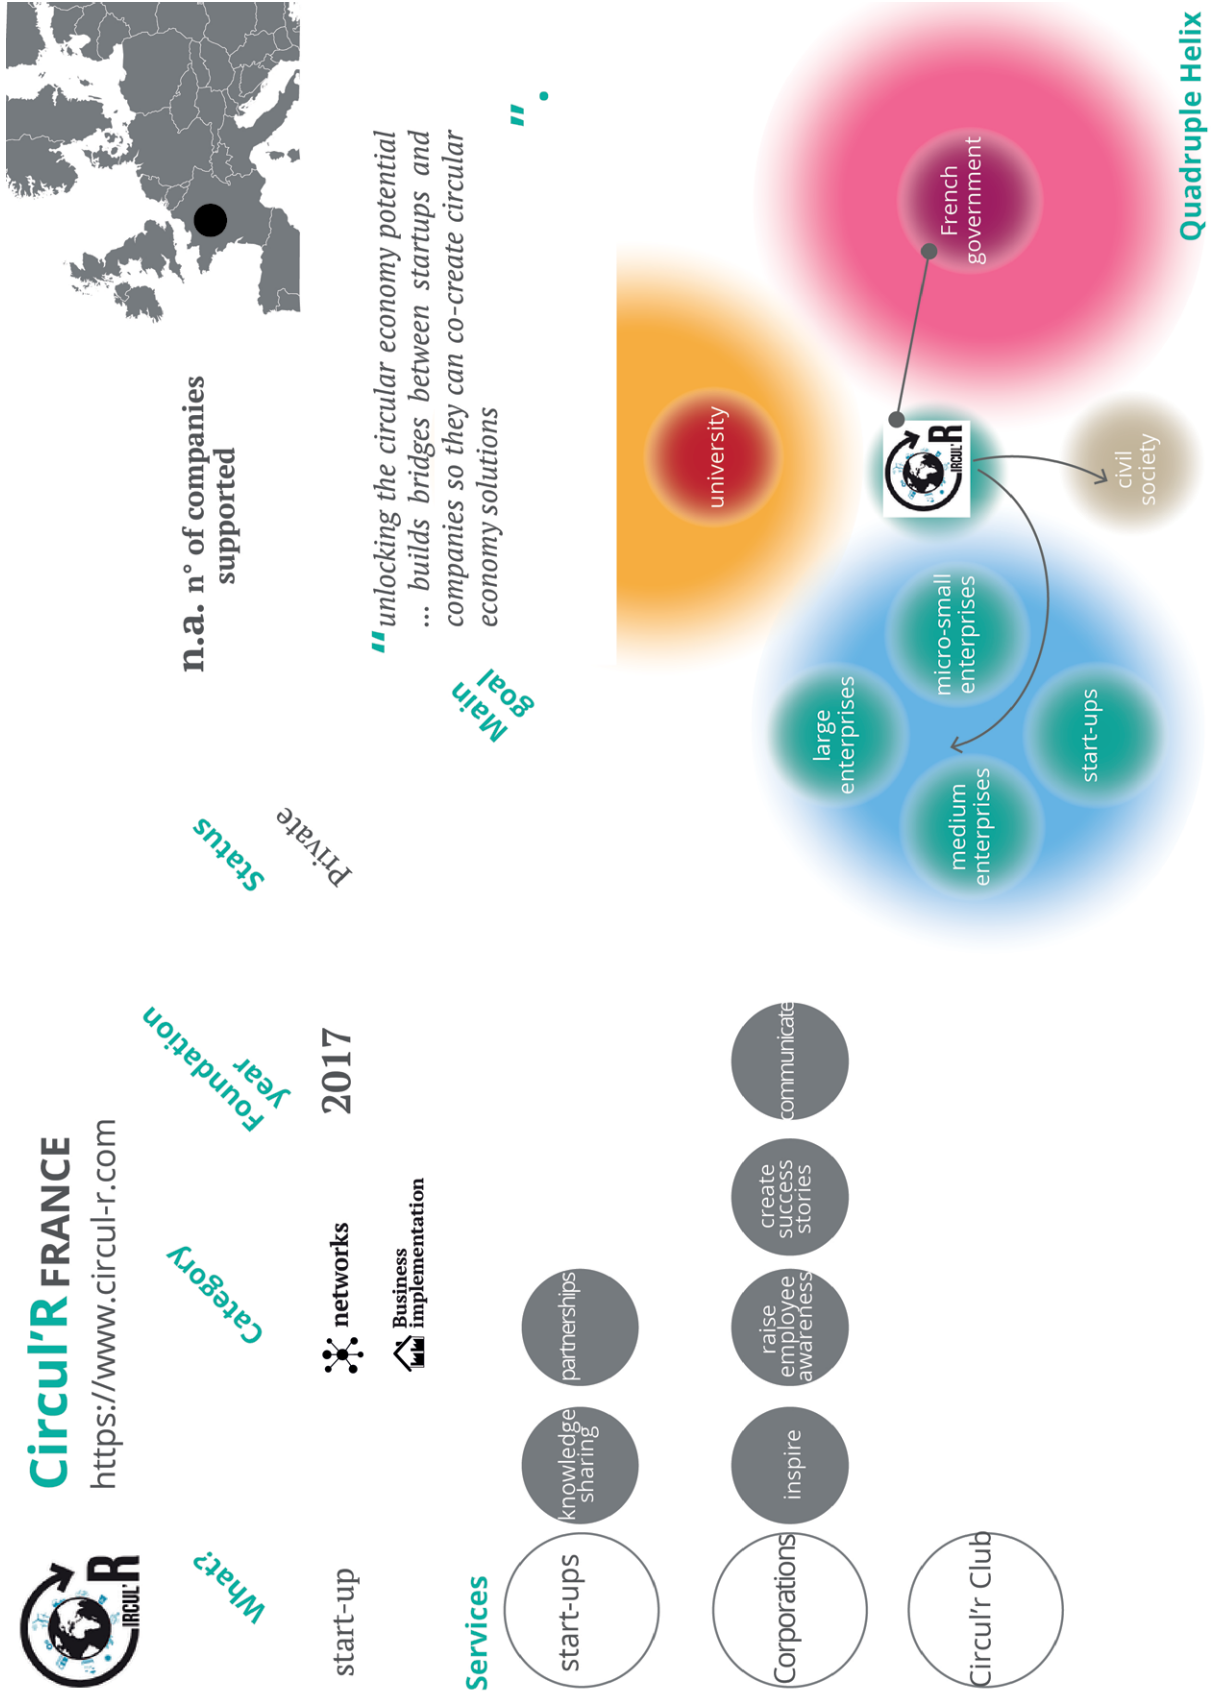 IRCUL'R
Circul'R FRANCE
https://www.circul-r.com
What?
start-up
Category
networks
Business
implementation
Foundation
year
2017
Status
Private
n.a. n° of companies
supported
Main
goal
"unlocking the circular economy potential
... builds bridges between startups and
companies so they can co-create circular
economy solutions
".
Services
start-ups
knowledge
sharing
partnerships
Corporations
inspire
raise
employee
awareness
create
success
stories
communicate
Circul'r Club
university
large
enterprises
medium
enterprises
micro-small
enterprises
start-ups
IRCUL'R
French
government
civil
society
Quadruple Helix